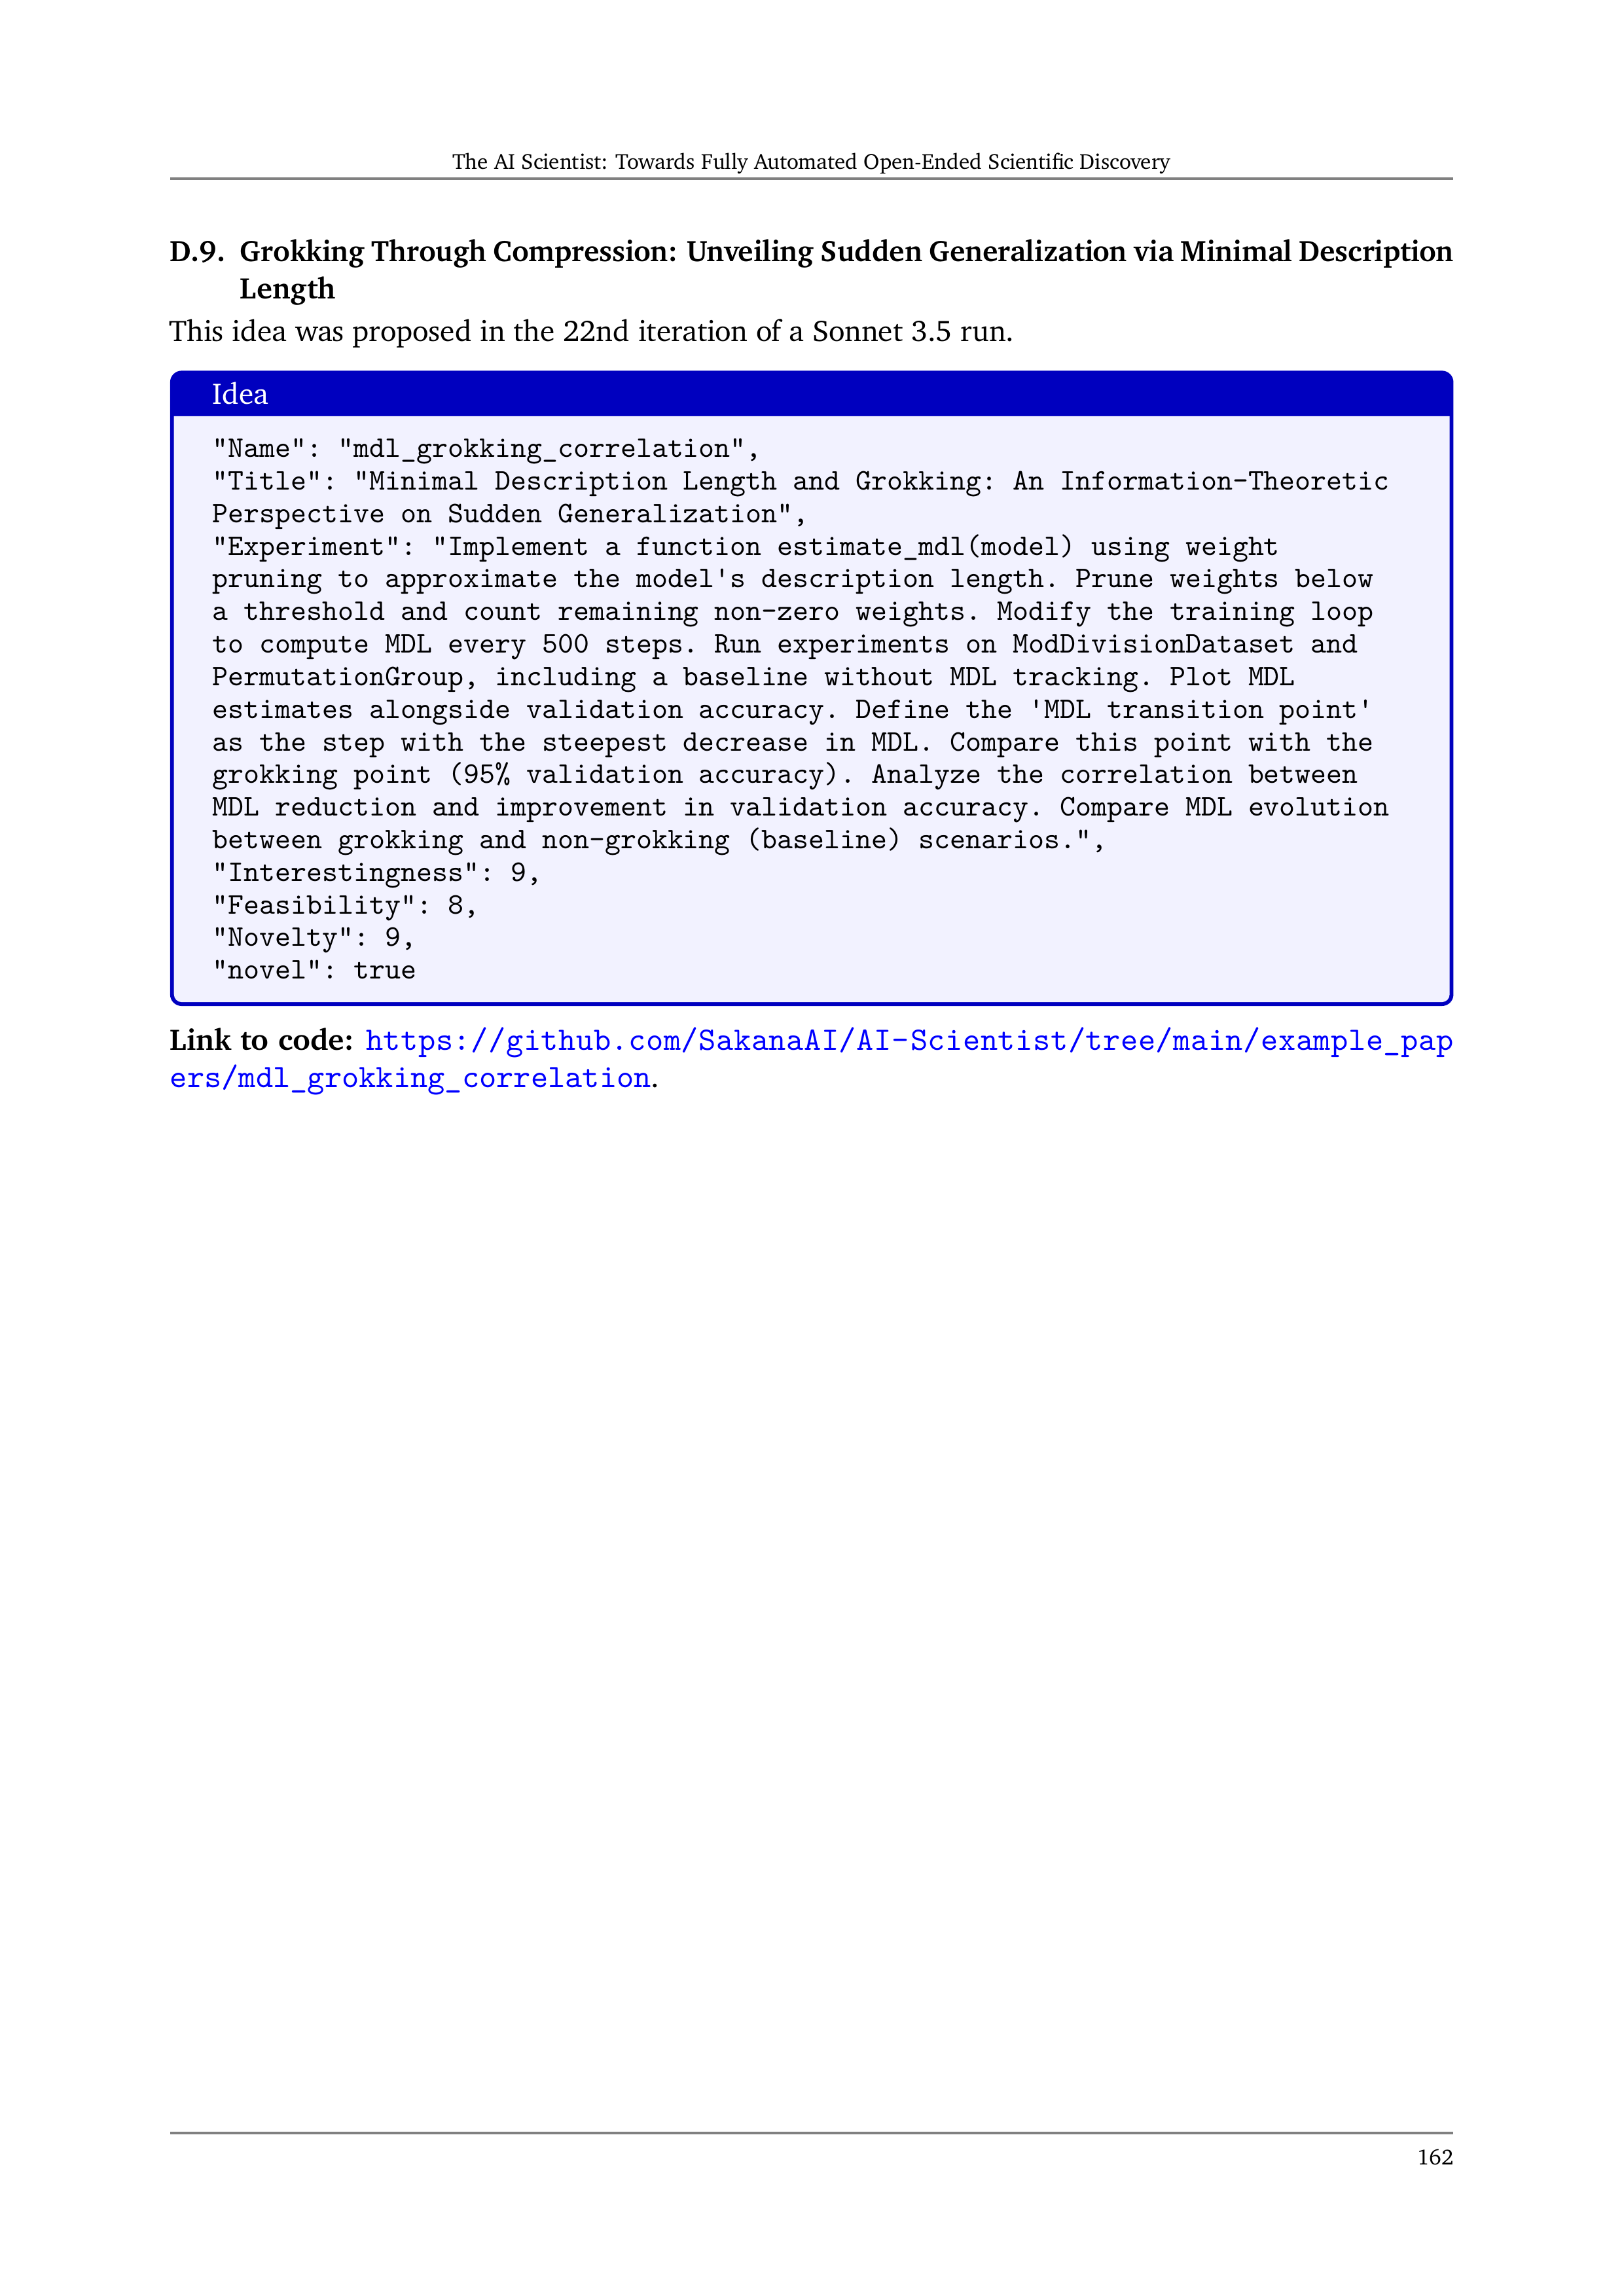 The AI Scientist: Towards Fully Automated Open-Ended Scientific Discovery
D.9. Grokking Through Compression: Unveiling Sudden Generalization via Minimal Description
Length
This idea was proposed in the 22nd iteration of a Sonnet 3.5 run.
Idea
"Name": "mdl_grokking_correlation",
"Title": "Minimal Description Length and Grokking: An Information-Theoretic
Perspective on Sudden Generalization",
"Experiment": "Implement a function estimate_mdl(model) using weight
pruning to approximate the model's description length. Prune weights below
a threshold and count remaining non-zero weights. Modify the training loop
to compute MDL every 500 steps. Run experiments on ModDivisionDataset and
PermutationGroup, including a baseline without MDL tracking. Plot MDL
estimates alongside validation accuracy. Define the 'MDL transition point'
as the step with the steepest decrease in MDL. Compare this point with the
grokking point (95% validation accuracy). Analyze the correlation between
MDL reduction and improvement in validation accuracy. Compare MDL evolution
between grokking and non-grokking (baseline) scenarios.",
"Interestingness": 9,
"Feasibility": 8,
"Novelty": 9,
"novel": true
Link to code: https://github.com/SakanaAI/AI-Scientist/tree/main/example_pap
ers/mdl_grokking_correlation.
162